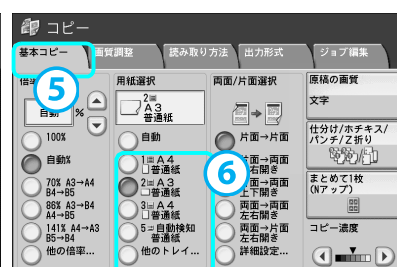 コピー
基本コピー 画質調整 読み取り方法 出力形式 ジョブ編集
5
用紙選択
両面/片面選択
原稿の画質
文字
自動 %
2
A3
普通紙
100%
自動%
70% A3→A4
B4→B5
86% A3→B4
A4→B5
141% A4→A3
B5→B4
他の倍率...
自動
1 A4
普通紙
2 A3
普通紙
3 A4
普通紙
5 自動検知
普通紙
他のトレイ...
6
片面→片面
片面→両面
左右開き
片面→両面
上下開き
両面→両面
左右開き
両面→片面
左右開き
詳細設定...
仕分け/ホチキス/
パンチ/Z折り
まとめて1枚
(Nアップ)
コピー濃度